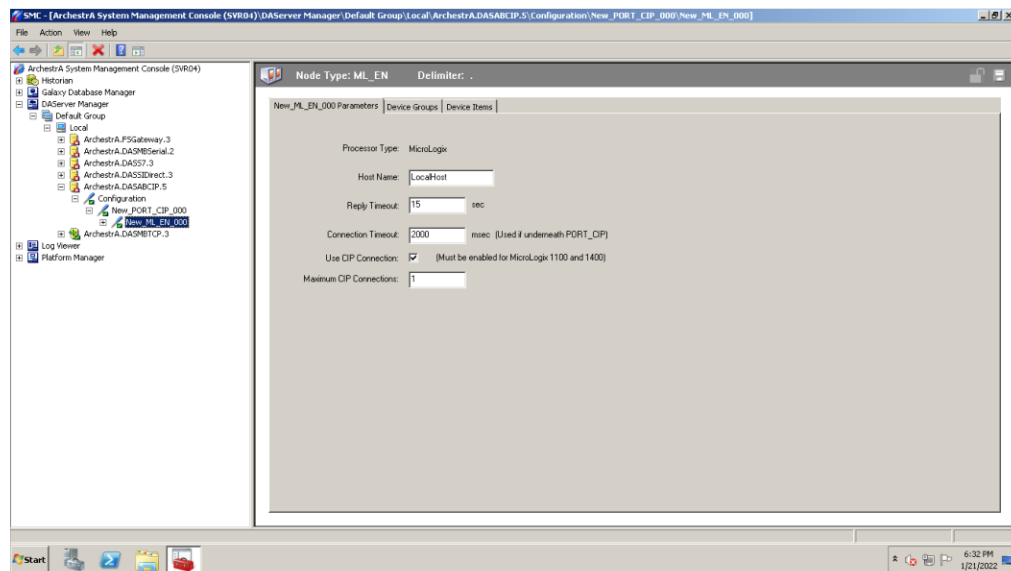 SMC - [ArchestrA System Management Console (SVR04)\DAServer Manager\Default Group\Local\ArchestrA.DASABCIP.5\Configuration\New_PORT_CIP_000\New_ML_EN_000]
File Action View Help
ArchestrA System Management Console (SVR04)
Historian
Galaxy Database Manager
DAServer Manager
Default Group
Local
ArchestrA.FSGateway.3
ArchestrA.DASMBSerial.2
ArchestrA.DASS7.3
ArchestrA.DASSIDirect.3
ArchestrA.DASABCIP.5
Configuration
New_PORT_CIP_000
New_ML_EN_000
ArchestrA.DASMBTCP.3
Log Viewer
Platform Manager
Node Type: ML_EN Delimiter: .
New_ML_EN_000 Parameters Device Groups Device Items
Processor Type: MicroLogix
Host Name: LocalHost
Reply Timeout: 15 sec
Connection Timeout: 2000 msec (Used if underneath PORT_CIP)
Use CIP Connection: (Must be enabled for MicroLogix 1100 and 1400)
Maximum CIP Connections: 1
Start
6:32 PM
1/21/2022